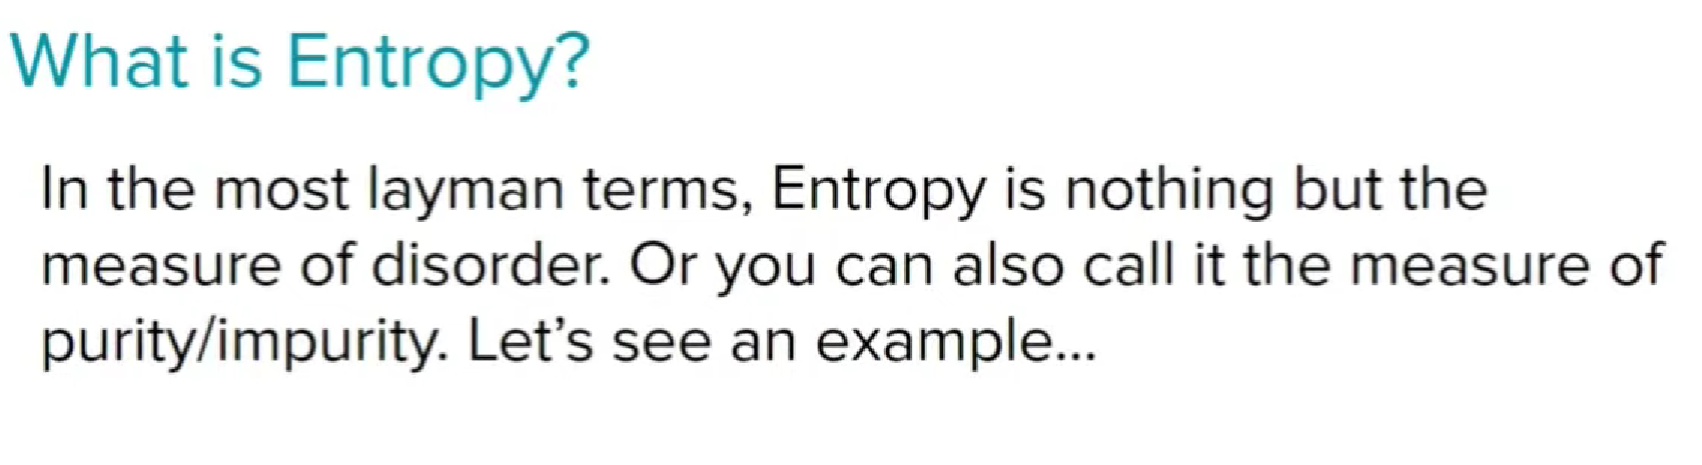 What is Entropy?
In the most layman terms, Entropy is nothing but the
measure of disorder. Or you can also call it the measure of
purity/impurity. Let’s see an example...